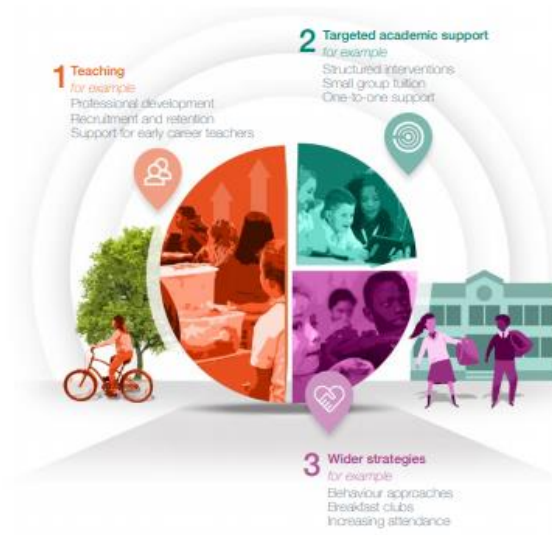 1 Teaching
for example
Professional development
Recruitment and retention
Support for early career teachers
2 Targeted academic support
for example
Structured interventions
Small group tuition
One-to-one support
3 Wider strategies
for example
Behaviour approaches
Breakfast clubs
Increasing attendance